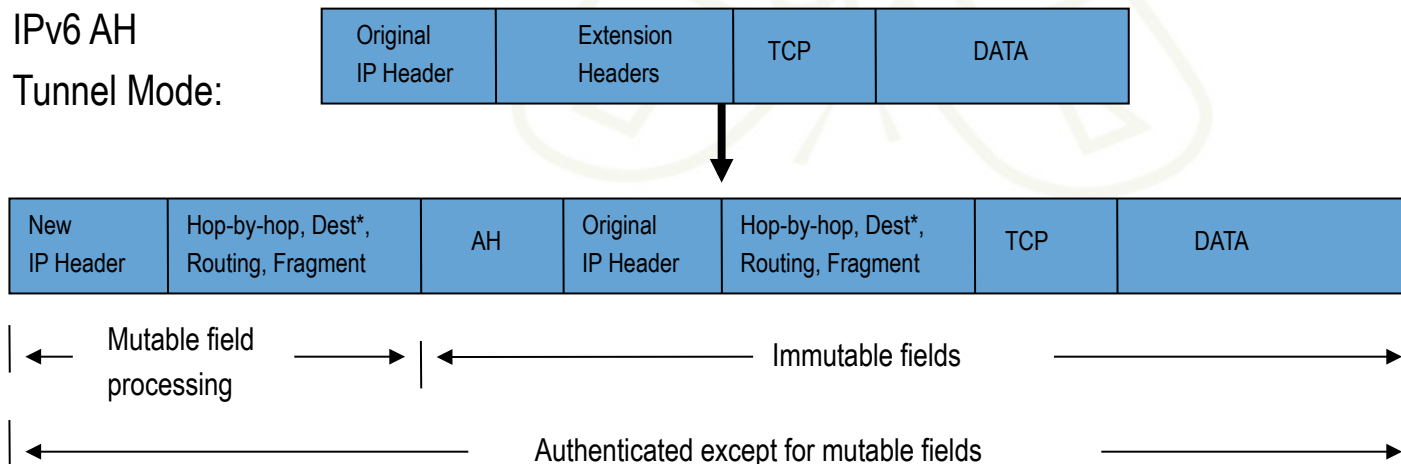 IPv6 AH
Tunnel Mode:
Original
IP Header
Extension
Headers
TCP
DATA
New
IP Header
Hop-by-hop, Dest*,
Routing, Fragment
AH
Original
IP Header
Hop-by-hop, Dest*,
Routing, Fragment
TCP
DATA
Mutable field
processing
Immutable fields
Authenticated except for mutable fields